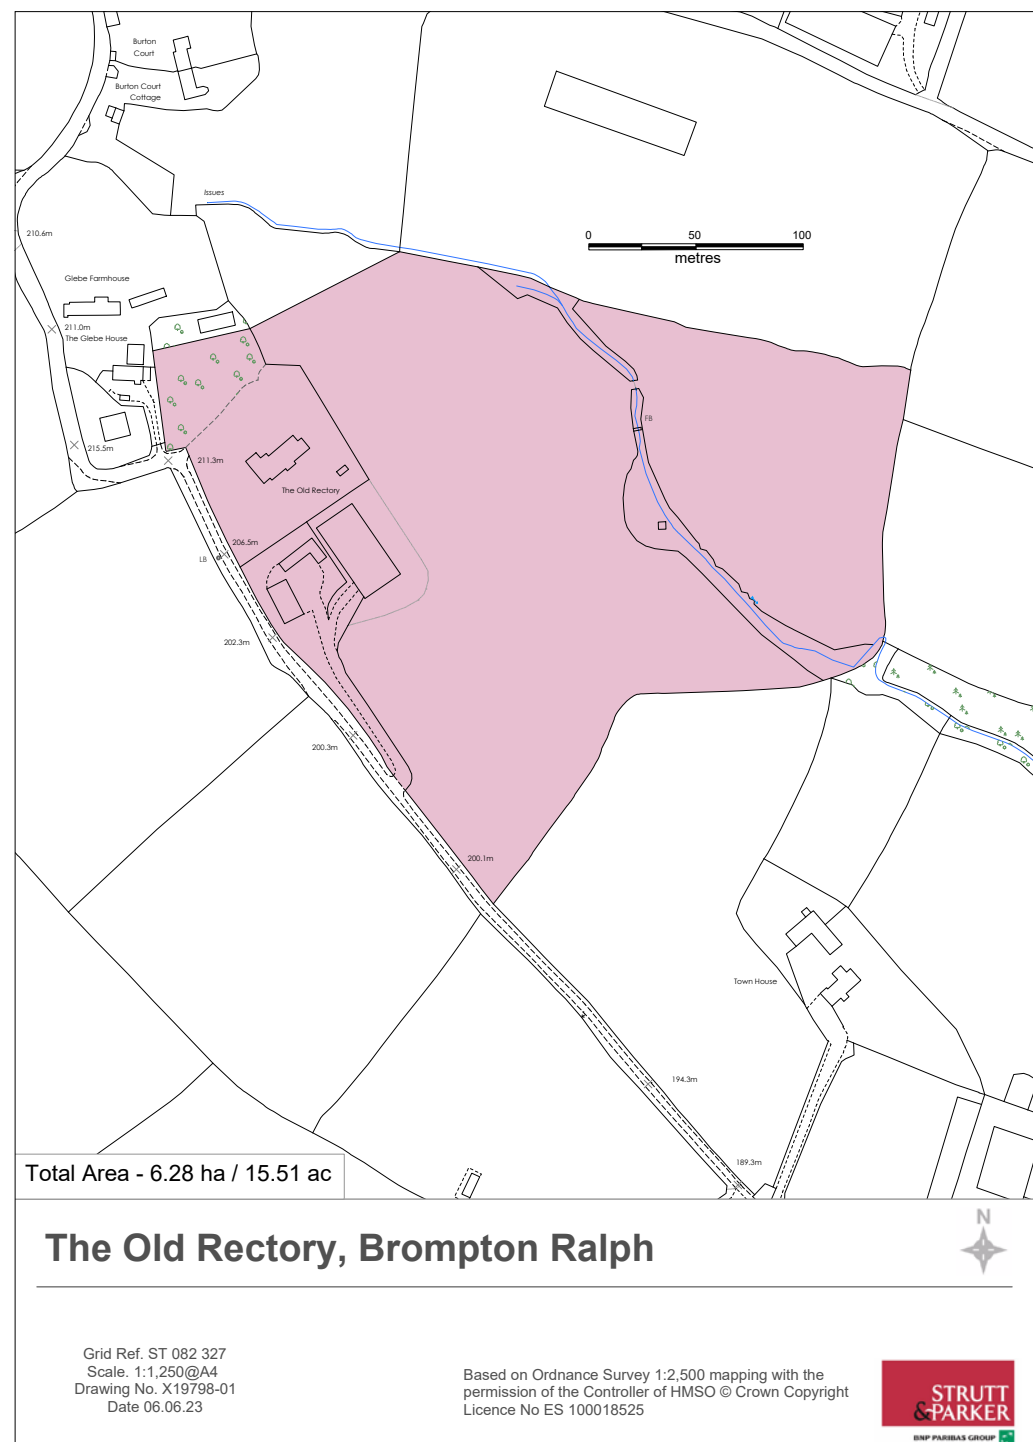 Burton
Court
Burton Court
Cottage
Issues
210.6m
0 50 100
metres
Glebe Farmhouse
211.0m
The Glebe House
FB
215.5m
211.3m
The Old Rectory
206.5m
LB
202.3m
200.3m
200.1m
Town House
194.3m
189.3m
Total Area - 6.28 ha / 15.51 ac
The Old Rectory, Brompton Ralph
N
Grid Ref. ST 082 327
Scale. 1:1,250@A4
Drawing No. X19798-01
Date 06.06.23
Based on Ordnance Survey 1:2,500 mapping with the
permission of the Controller of HMSO © Crown Copyright
Licence No ES 100018525
STRUTT
&PARKER
BNP PARIBAS GROUP